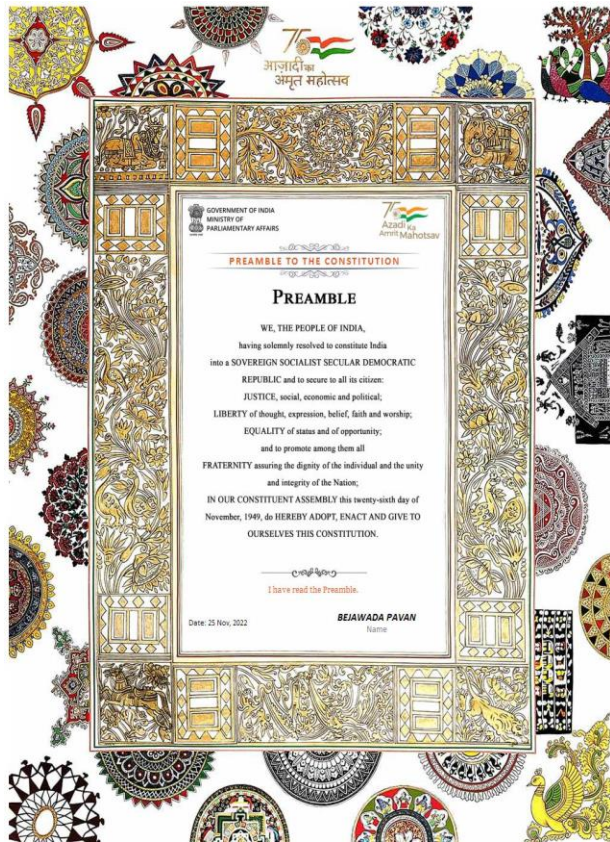 75
आज़ादी का
अमृत महोत्सव
GOVERNMENT OF INDIA
MINISTRY OF
PARLIAMENTARY AFFAIRS
75
Azadi Ka
Amrit Mahotsav
PREAMBLE TO THE CONSTITUTION
PREAMBLE
WE, THE PEOPLE OF INDIA,
having solemnly resolved to constitute India
into a SOVEREIGN SOCIALIST SECULAR DEMOCRATIC
REPUBLIC and to secure to all its citizen:
JUSTICE, social, economic and political;
LIBERTY of thought, expression, belief, faith and worship;
EQUALITY of status and of opportunity;
and to promote among them all
FRATERNITY assuring the dignity of the individual and the unity
and integrity of the Nation;
IN OUR CONSTITUENT ASSEMBLY this twenty-sixth day of
November, 1949, do HEREBY ADOPT, ENACT AND GIVE TO
OURSELVES THIS CONSTITUTION.
I have read the Preamble.
Date: 25 Nov, 2022
BEJAWADA PAVAN
Name